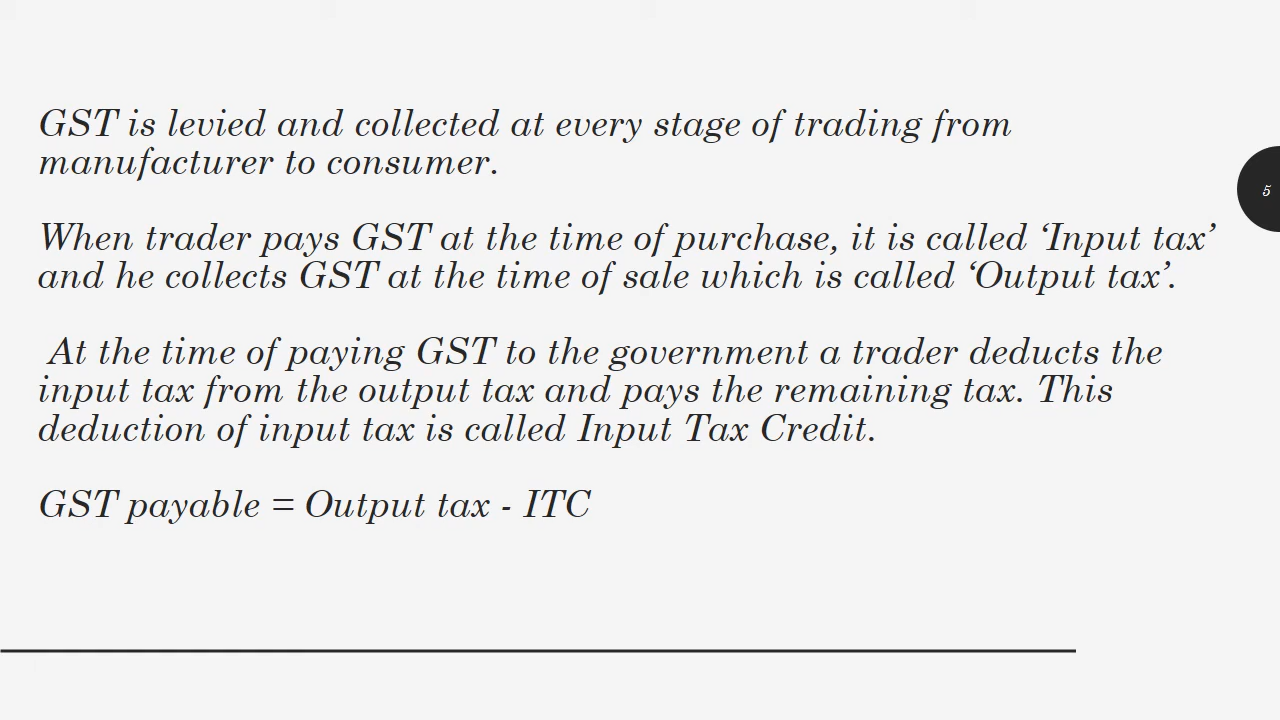 GST is levied and collected at every stage of trading from
manufacturer to consumer.
5
When trader pays GST at the time of purchase, it is called ‘Input tax’
and he collects GST at the time of sale which is called ‘Output tax’.
At the time of paying GST to the government a trader deducts the
input tax from the output tax and pays the remaining tax. This
deduction of input tax is called Input Tax Credit.
GST payable = Output tax - ITC